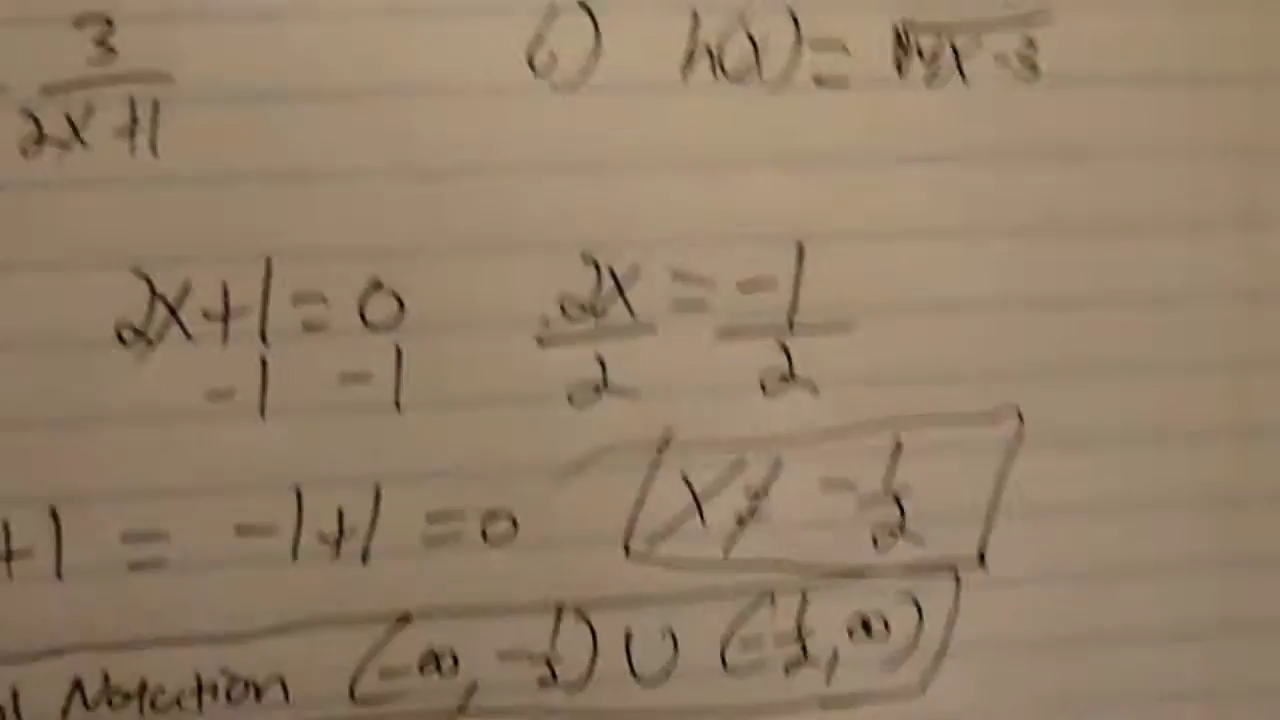 3/(2x+1) 6) h(x) = √
2x+1=0 2x/2 = -1/2
-1 -1
+1 = -1+1 =0 x ≠ -1/2
Notation (-∞, -1/2) ∪ (-1/2, ∞)